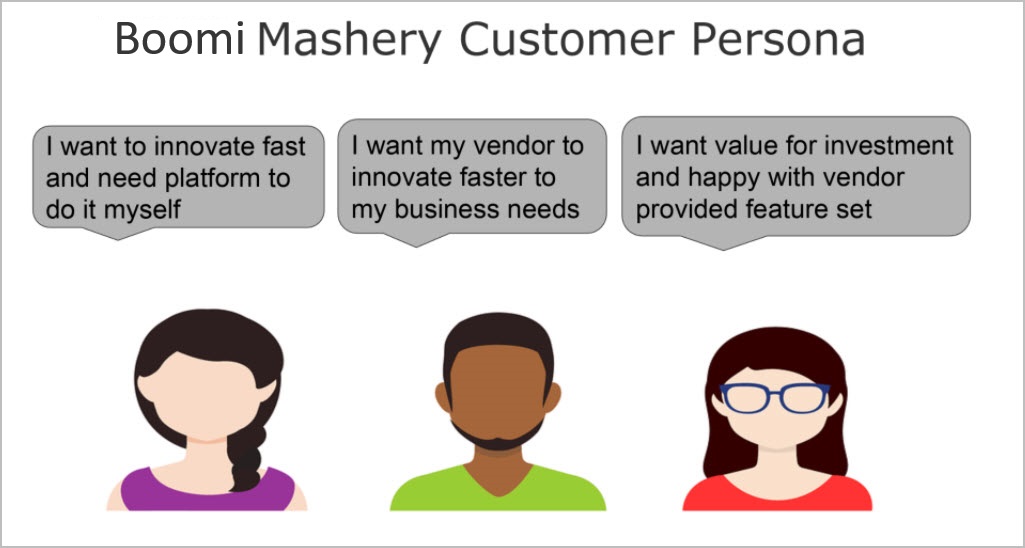 Boomi Mashery Customer Persona
I want to innovate fast
and need platform to
do it myself
I want my vendor to
innovate faster to
my business needs
I want value for investment
and happy with vendor
provided feature set